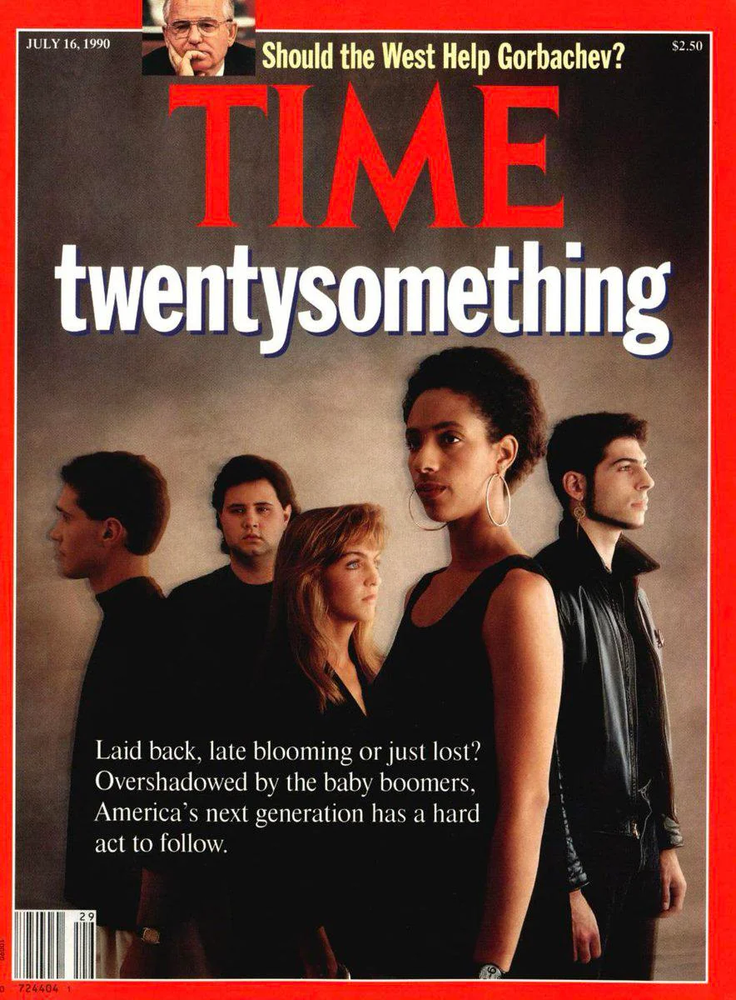 JULY 16, 1990
$2.50
Should the West Help Gorbachev?
TIME
twentysomething
Laid back, late blooming or just lost?
Overshadowed by the baby boomers,
America's next generation has a hard
act to follow.
29
0 724404 1